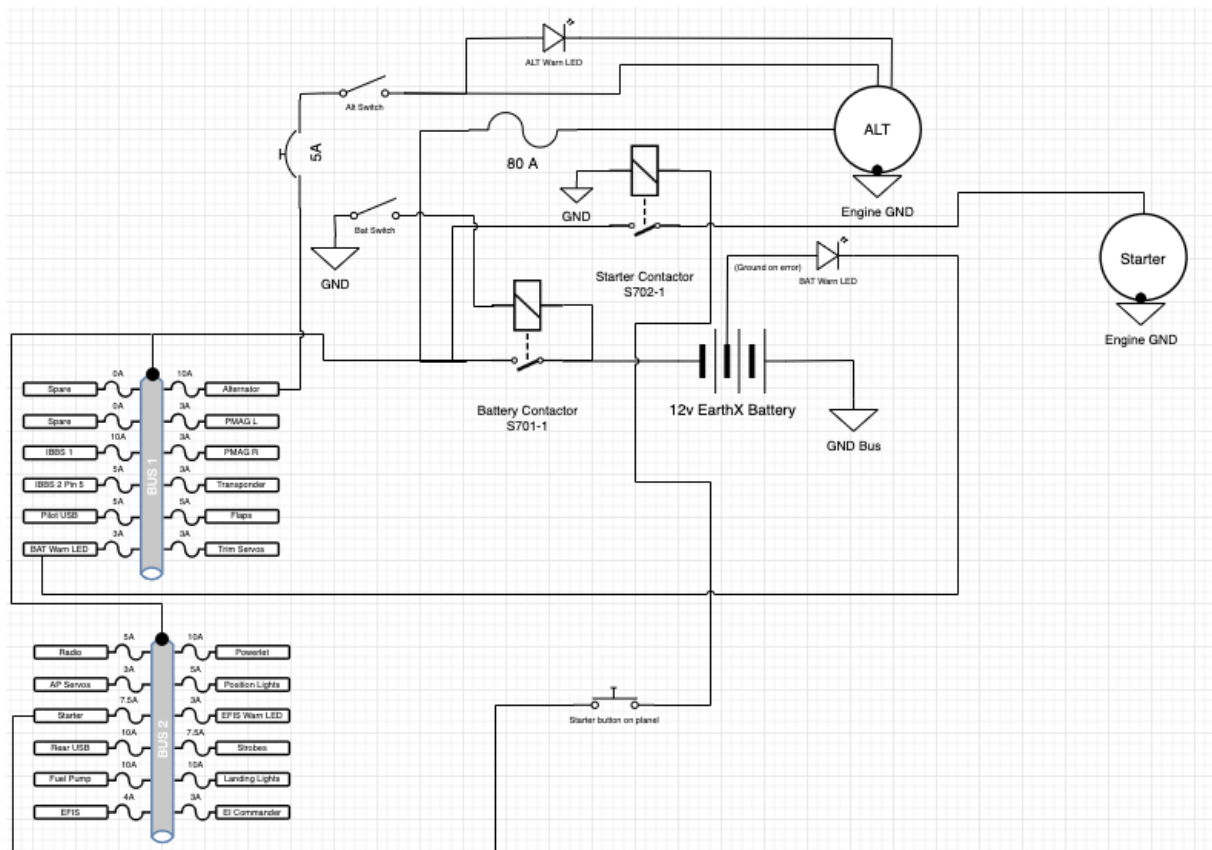 ALT Warn LED
Alt Switch
5A
80 A
ALT
Engine GND
GND
Bat Switch
GND
(Ground on error)
BAT Warn LED
Starter
Engine GND
Starter Contactor
S702-1
Battery Contactor
S701-1
12v EarthX Battery
GND Bus
0A 10A
Spare Alternator
0A 3A
Spare PMAG L
10A 3A
IBBS 1 PMAG R
5A 3A
IBBS 2 Pin 5 Transponder
5A 5A
Pilot USB Flaps
3A 3A
BAT Warn LED Trim Servos
BUS 1
5A 10A
Radio Powerlet
3A 5A
AP Servos Position Lights
7.5A 3A
Starter EFIS Warn LED
10A 7.5A
Rear USB Strobes
10A 10A
Fuel Pump Landing Lights
4A 3A
EFIS EI Commander
BUS 2
Starter button on planel